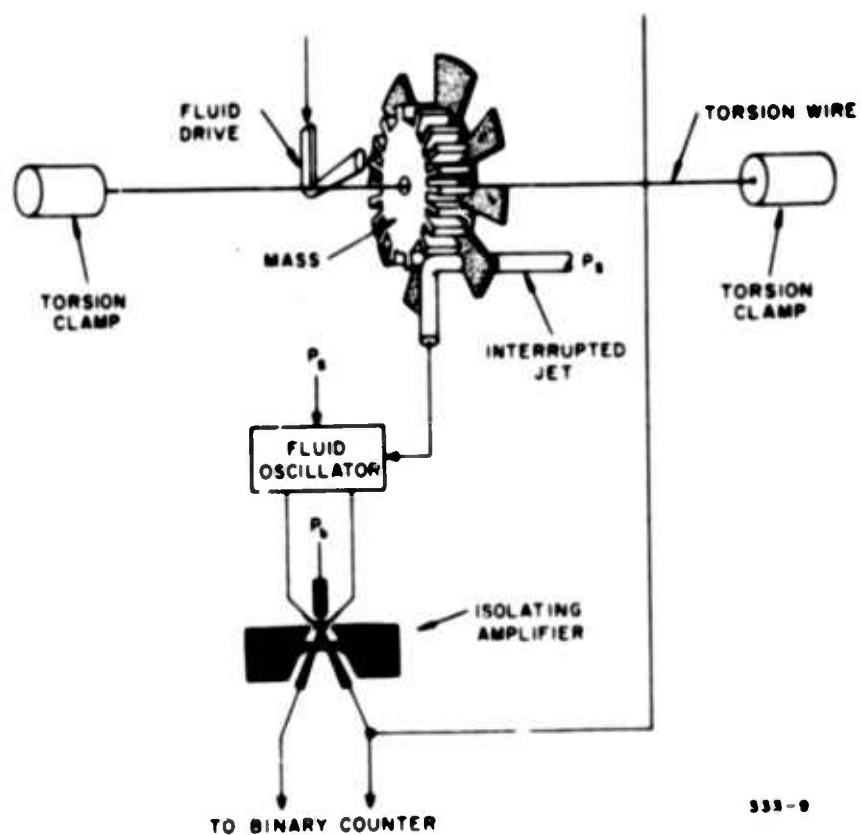 FLUID
DRIVE
TORSION WIRE
MASS
TORSION
CLAMP
Ps
TORSION
CLAMP
INTERRUPTED
JET
Ps
FLUID
OSCILLATOR
Ps
ISOLATING
AMPLIFIER
TO BINARY COUNTER
333-9